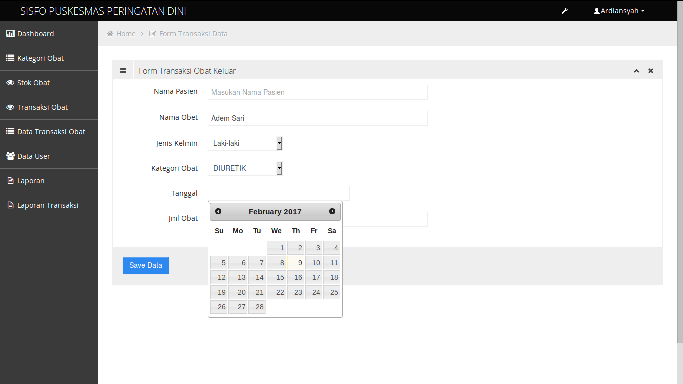 SISFO PUSKESMAS PERINGATAN DINI
Ardiansyah
Dashboard
Kategori Obat
Stok Obat
Transaksi Obat
Data Transaksi Obat
Data User
Laporan
Laporan Transaksi
Home > Form Transaksi Data
Form Transaksi Obat Keluar
Nama Pasien Masukan Nama Pasien
Nama Obet Adem Sari
Jenis Kelmin Laki-laki
Kategori Obat DIURETIK
Tanggal
Jml Obat
February 2017
Su Mo Tu We Th Fr Sa
1 2 3 4
5 6 7 8 9 10 11
12 13 14 15 16 17 18
19 20 21 22 23 24 25
26 27 28
Save Data